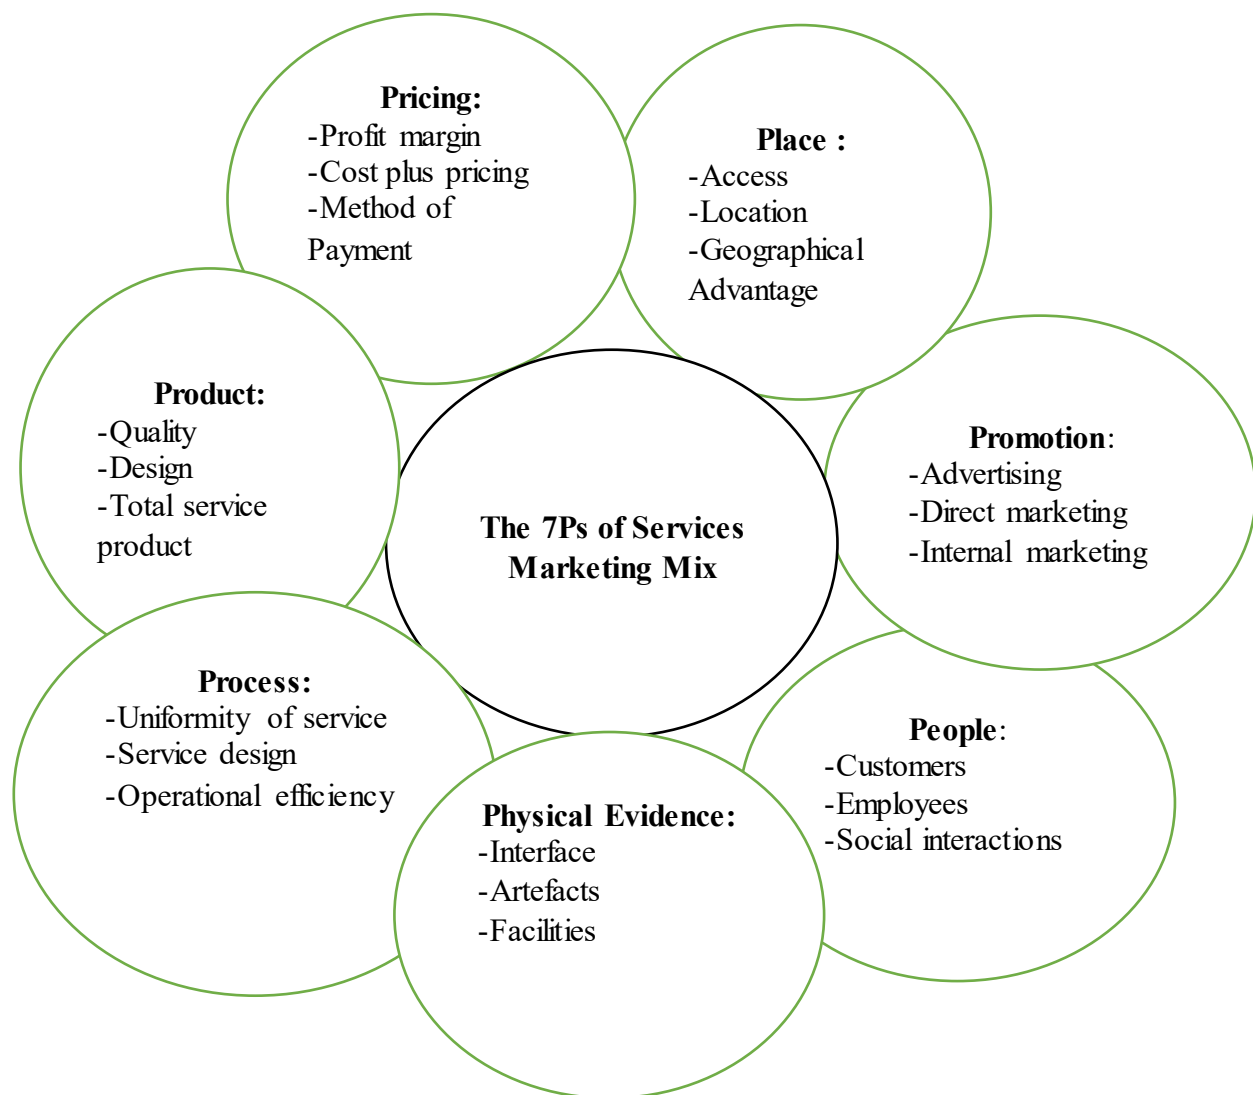 Pricing:
-Profit margin
-Cost plus pricing
-Method of
Payment
Place :
-Access
-Location
-Geographical
Advantage
Product:
-Quality
-Design
-Total service
product
Promotion:
-Advertising
-Direct marketing
-Internal marketing
The 7Ps of Services
Marketing Mix
Process:
-Uniformity of service
-Service design
-Operational efficiency
Physical Evidence:
-Interface
-Artefacts
-Facilities
People:
-Customers
-Employees
-Social interactions